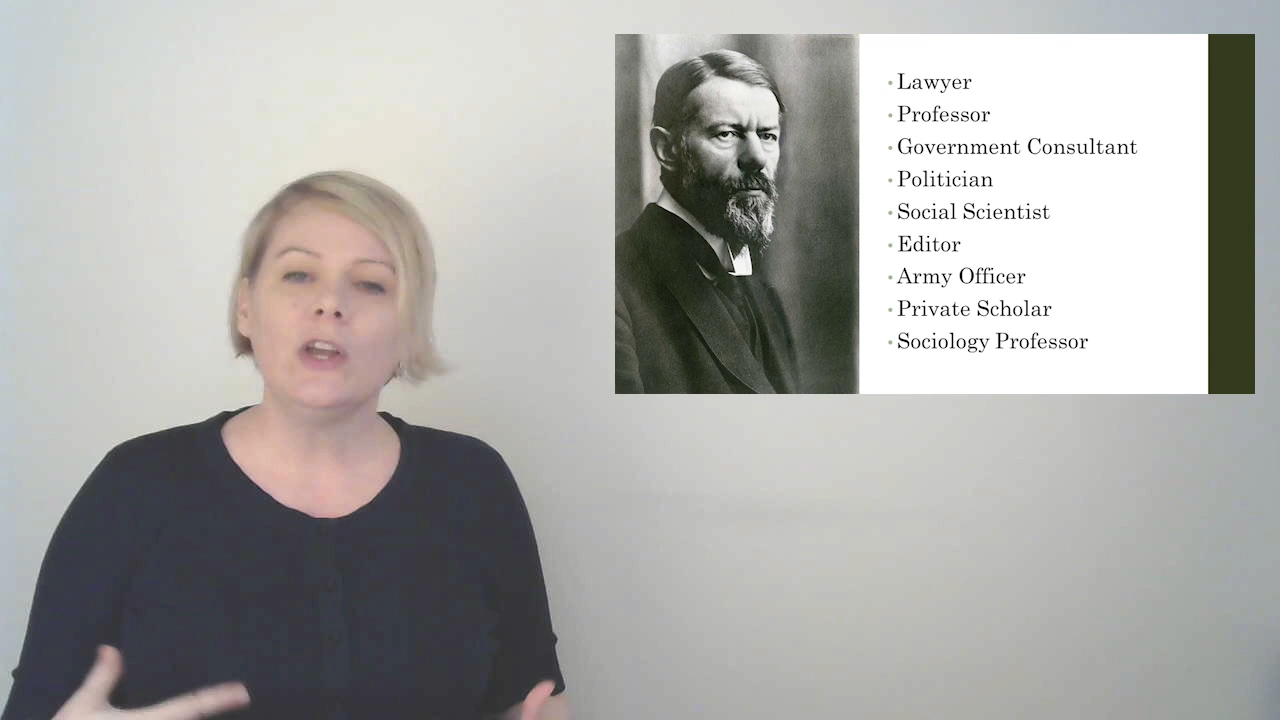 • Lawyer
• Professor
• Government Consultant
• Politician
• Social Scientist
• Editor
• Army Officer
• Private Scholar
• Sociology Professor